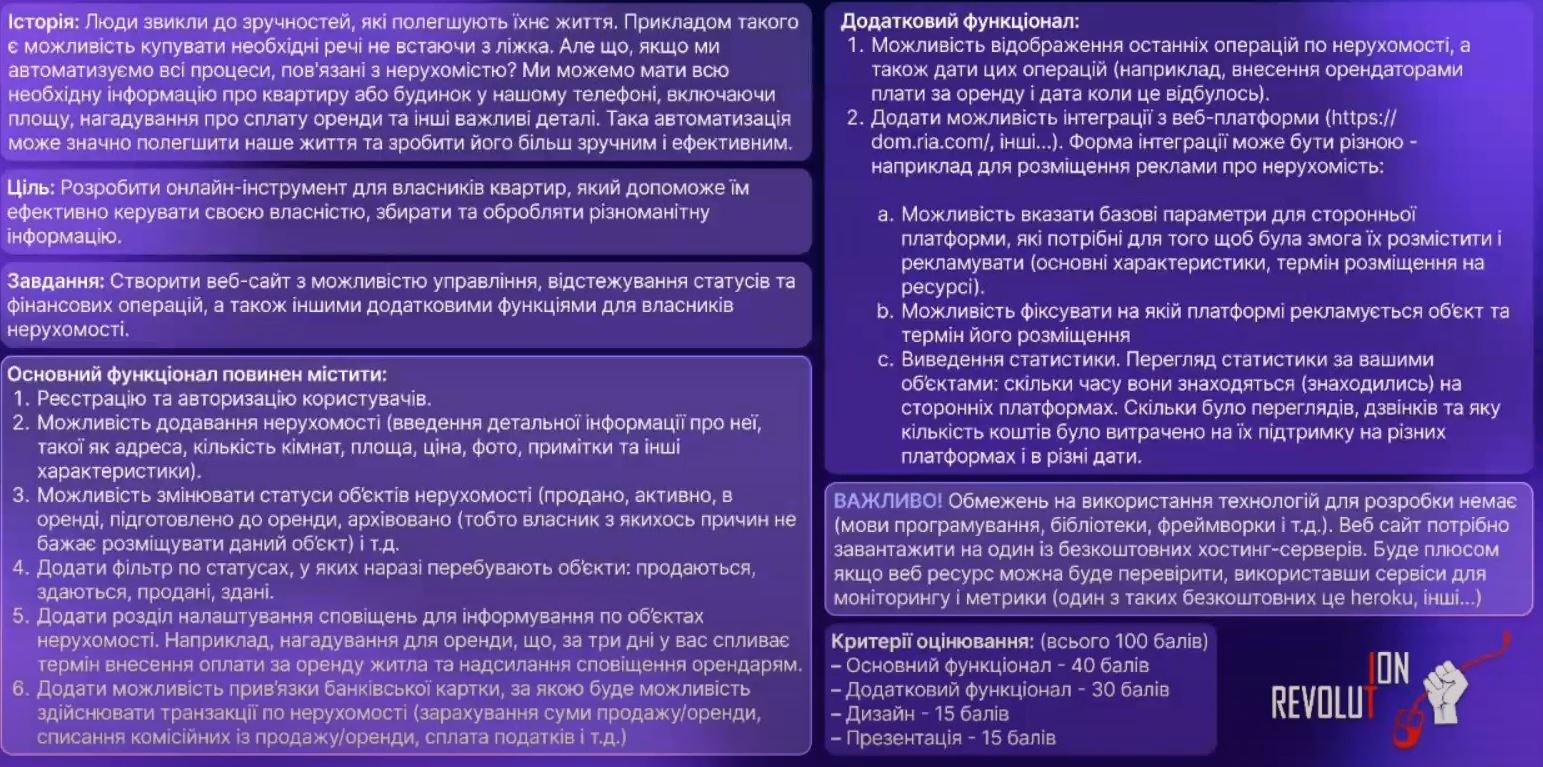 Історія: Люди звикли до зручностей, які полегшують їхнє життя. Прикладом такого
є можливість купувати необхідні речі не встаючи з ліжка. Але що, якщо ми
автоматизуємо всі процеси, пов'язані з нерухомістю? Ми можемо мати всю
необхідну інформацію про квартиру або будинок у нашому телефоні, включаючи
площу, нагадування про сплату оренди та інші важливі деталі. Така автоматизація
може значно полегшити наше життя та зробити його більш зручним і ефективним.
Ціль: Розробити онлайн-інструмент для власників квартир, який допоможе їм
ефективно керувати своєю власністю, збирати та обробляти різноманітну
інформацію.
Завдання: Створити веб-сайт з можливістю управління, відстежування статусів та
фінансових операцій, а також іншими додатковими функціями для власників
нерухомості.
Основний функціонал повинен містити:
1. Реєстрацію та авторизацію користувачів.
2. Можливість додавання нерухомості (введення детальної інформації про неї,
такої як адреса, кількість кімнат, площа, ціна, фото, примітки та інші
характеристики).
3. Можливість змінювати статуси об'єктів нерухомості (продано, активно, в
оренді, підготовлено до оренди, архівовано (тобто власник з якихось причин не
бажає розміщувати даний об'єкт) і т.д.
4. Додати фільтр по статусах, у яких наразі перебувають об'єкти: продаються,
здаються, продані, здані.
5. Додати розділ налаштування сповіщень для інформування по об'єктах
нерухомості. Наприклад, нагадування для оренди, що, за три дні у вас спливає
термін внесення оплати за оренду житла та надсилання сповіщення орендарям.
6. Додати можливість прив'язки банківської картки, за якою буде можливість
здійснювати транзакції по нерухомості (зарахування суми продажу/оренди,
списання комісійних із продажу/оренди, сплата податків і т.д.)
Додатковий функціонал:
1. Можливість відображення останніх операцій по нерухомості, а
також дати цих операцій (наприклад, внесення орендаторами
плати за оренду і дата коли це відбулось).
2. Додати можливість інтеграції з веб-платформи (https://
dom.ria.com/, інші...). Форма інтеграції може бути різною -
наприклад для розміщення реклами про нерухомість:
a. Можливість вказати базові параметри для сторонньої
платформи, які потрібні для того щоб була змога їх розмістити і
рекламувати (основні характеристики, термін розміщення на
ресурсі).
b. Можливість фіксувати на якій платформі рекламується об'єкт та
термін його розміщення
c. Виведення статистики. Перегляд статистики за вашими
об'єктами: скільки часу вони знаходяться (знаходились) на
сторонніх платформах. Скільки було переглядів, дзвінків та яку
кількість коштів було витрачено на їх підтримку на різних
платформах і в різні дати.
ВАЖЛИВО! Обмежень на використання технологій для розробки немає
(мови програмування, бібліотеки, фреймворки і т.д.). Веб сайт потрібно
завантажити на один із безкоштовних хостинг-серверів. Буде плюсом
якщо веб ресурс можна буде перевірити, використавши сервіси для
моніторингу і метрики (один з таких безкоштовних це heroku, інші...)
Критерії оцінювання: (всього 100 балів)
– Основний функціонал - 40 балів
– Додатковий функціонал - 30 балів
– Дизайн - 15 балів
– Презентація - 15 балів
ION
REVOLUT